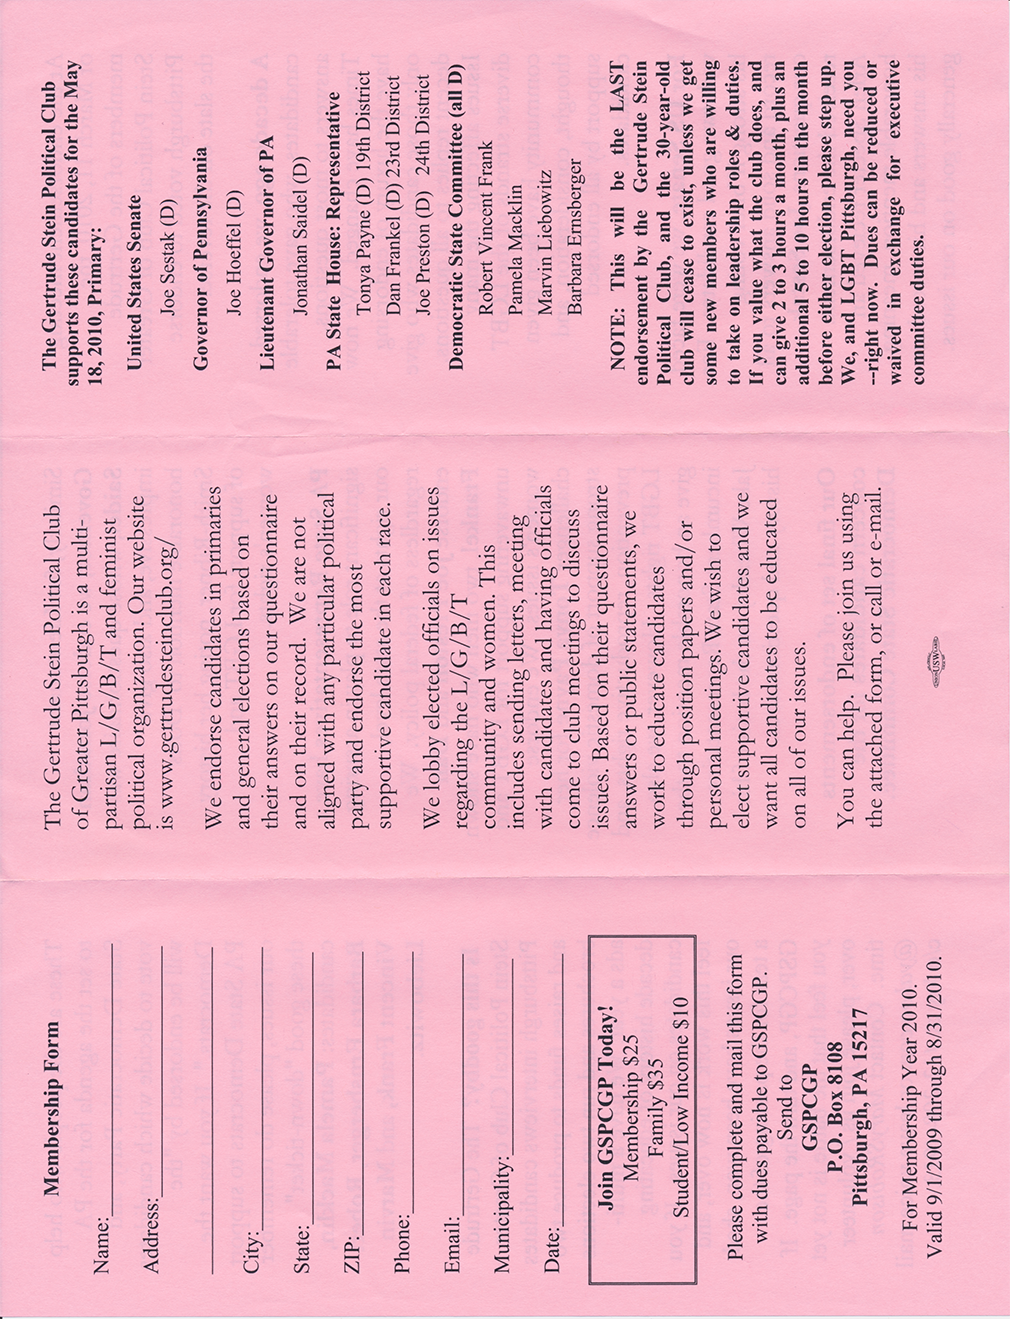 Membership Form
Name:
Address:
City:
State:
ZIP:
Phone:
Email:
Municipality:
Date:
Join GSPCGP Today!
Membership $25
Family $35
Student/Low Income $10
Please complete and mail this form
with dues payable to GSPCGP.
Send to
GSPCGP
P.O. Box 8108
Pittsburgh, PA 15217
For Membership Year 2010.
Valid 9/1/2009 through 8/31/2010.
The Gertrude Stein Political Club
of Greater Pittsburgh is a multi-
partisan L/G/B/T and feminist
political organization. Our website
is www.gertrudesteinclub.org/
We endorse candidates in primaries
and general elections based on
their answers on our questionnaire
and on their record. We are not
aligned with any particular political
party and endorse the most
supportive candidate in each race.
We lobby elected officials on issues
regarding the L/G/B/T
community and women. This
includes sending letters, meeting
with candidates and having officials
come to club meetings to discuss
issues. Based on their questionnaire
answers or public statements, we
work to educate candidates
through position papers and/or
personal meetings. We wish to
elect supportive candidates and we
want all candidates to be educated
on all of our issues.
You can help. Please join us using
the attached form, or call or e-mail.
USW
The Gertrude Stein Political Club
supports these candidates for the May
18, 2010, Primary:
United States Senate
Joe Sestak (D)
Governor of Pennsylvania
Joe Hoeffel (D)
Lieutenant Governor of PA
Jonathan Saidel (D)
PA State House: Representative
Tonya Payne (D) 19th District
Dan Frankel (D) 23rd District
Joe Preston (D) 24th District
Democratic State Committee (all D)
Robert Vincent Frank
Pamela Macklin
Marvin Liebowitz
Barbara Ernsberger
NOTE: This will be the LAST
endorsement by the Gertrude Stein
Political Club, and the 30-year-old
club will cease to exist, unless we get
some new members who are willing
to take on leadership roles & duties.
If you value what the club does, and
can give 2 to 3 hours a month, plus an
additional 5 to 10 hours in the month
before either election, please step up.
We, and LGBT Pittsburgh, need you
--right now. Dues can be reduced or
waived in exchange for executive
committee duties.